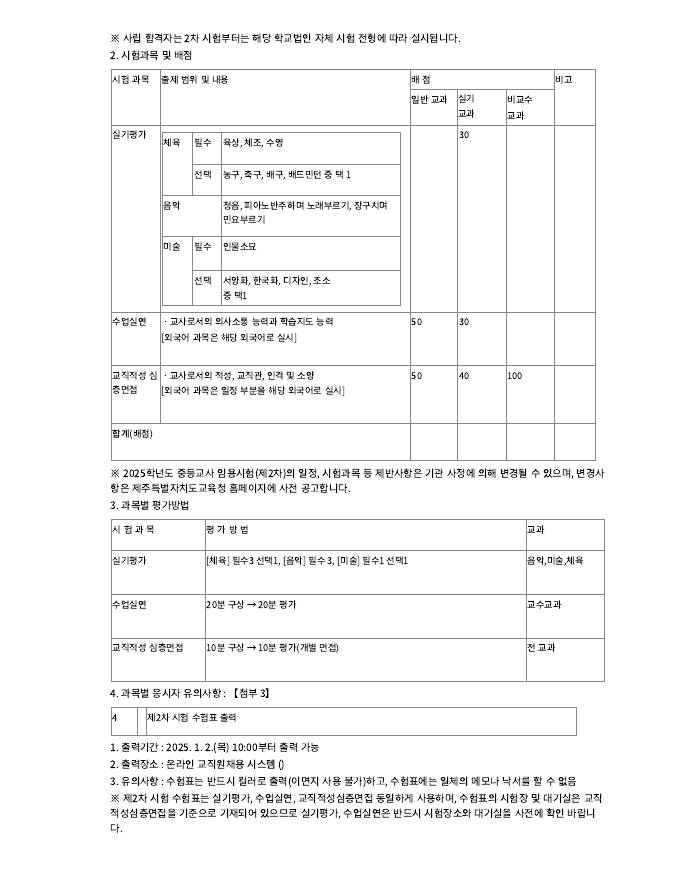 ※ 사립 합격자는 2차 시험부터는 해당 학교법인 자체 시험 전형에 따라 실시됩니다.
2. 시험과목 및 배점
시험 과목 출제 범위 및 내용 배 점 비고
일반 교과 실기 교과 비교수 교과
실기평가 30
체육 필수 육상, 체조, 수영
선택 농구, 축구, 배구, 배드민턴 중 택 1
음악 청음, 피아노반주하며 노래부르기, 장구치며
민요부르기
미술 필수 인물소묘
선택 서양화, 한국화, 디자인, 조소
중 택1
수업실연 · 교사로서의 의사소통 능력과 학습지도 능력 50 30
[외국어 과목은 해당 외국어로 실시]
교직적성 심 · 교사로서의 적성, 교직관, 인격 및 소양 50 40 100
층면접 [외국어 과목은 일정 부분을 해당 외국어로 실시]
합계(배점)
※ 2025학년도 중등교사 임용시험(제2차)의 일정, 시험과목 등 제반사항은 기관 사정에 의해 변경될 수 있으며, 변경사
항은 제주특별자치도교육청 홈페이지에 사전 공고합니다.
3. 과목별 평가방법
시 험 과 목 평 가 방 법 교과
실기평가 [체육] 필수3 선택1, [음악] 필수 3, [미술] 필수1 선택1 음악,미술,체육
수업실연 20분 구상 → 20분 평가 교수교과
교직적성 심층면접 10분 구상 → 10분 평가(개별 면접) 전 교과
4. 과목별 응시자 유의사항 : 【첨부 3】
4 제2차 시험 수험표 출력
1. 출력기간 : 2025. 1. 2.(목) 10:00부터 출력 가능
2. 출력장소 : 온라인 교직원채용 시스템 ()
3. 유의사항 : 수험표는 반드시 컬러로 출력(이면지 사용 불가)하고, 수험표에는 일체의 메모나 낙서를 할 수 없음
※ 제2차 시험 수험표는 실기평가, 수업실연, 교직적성심층면접 동일하게 사용하며, 수험표의 시험장 및 대기실은 교직
적성심층면접을 기준으로 기재되어 있으므로 실기평가, 수업실연은 반드시 시험장소와 대기실을 사전에 확인 바랍니
다.